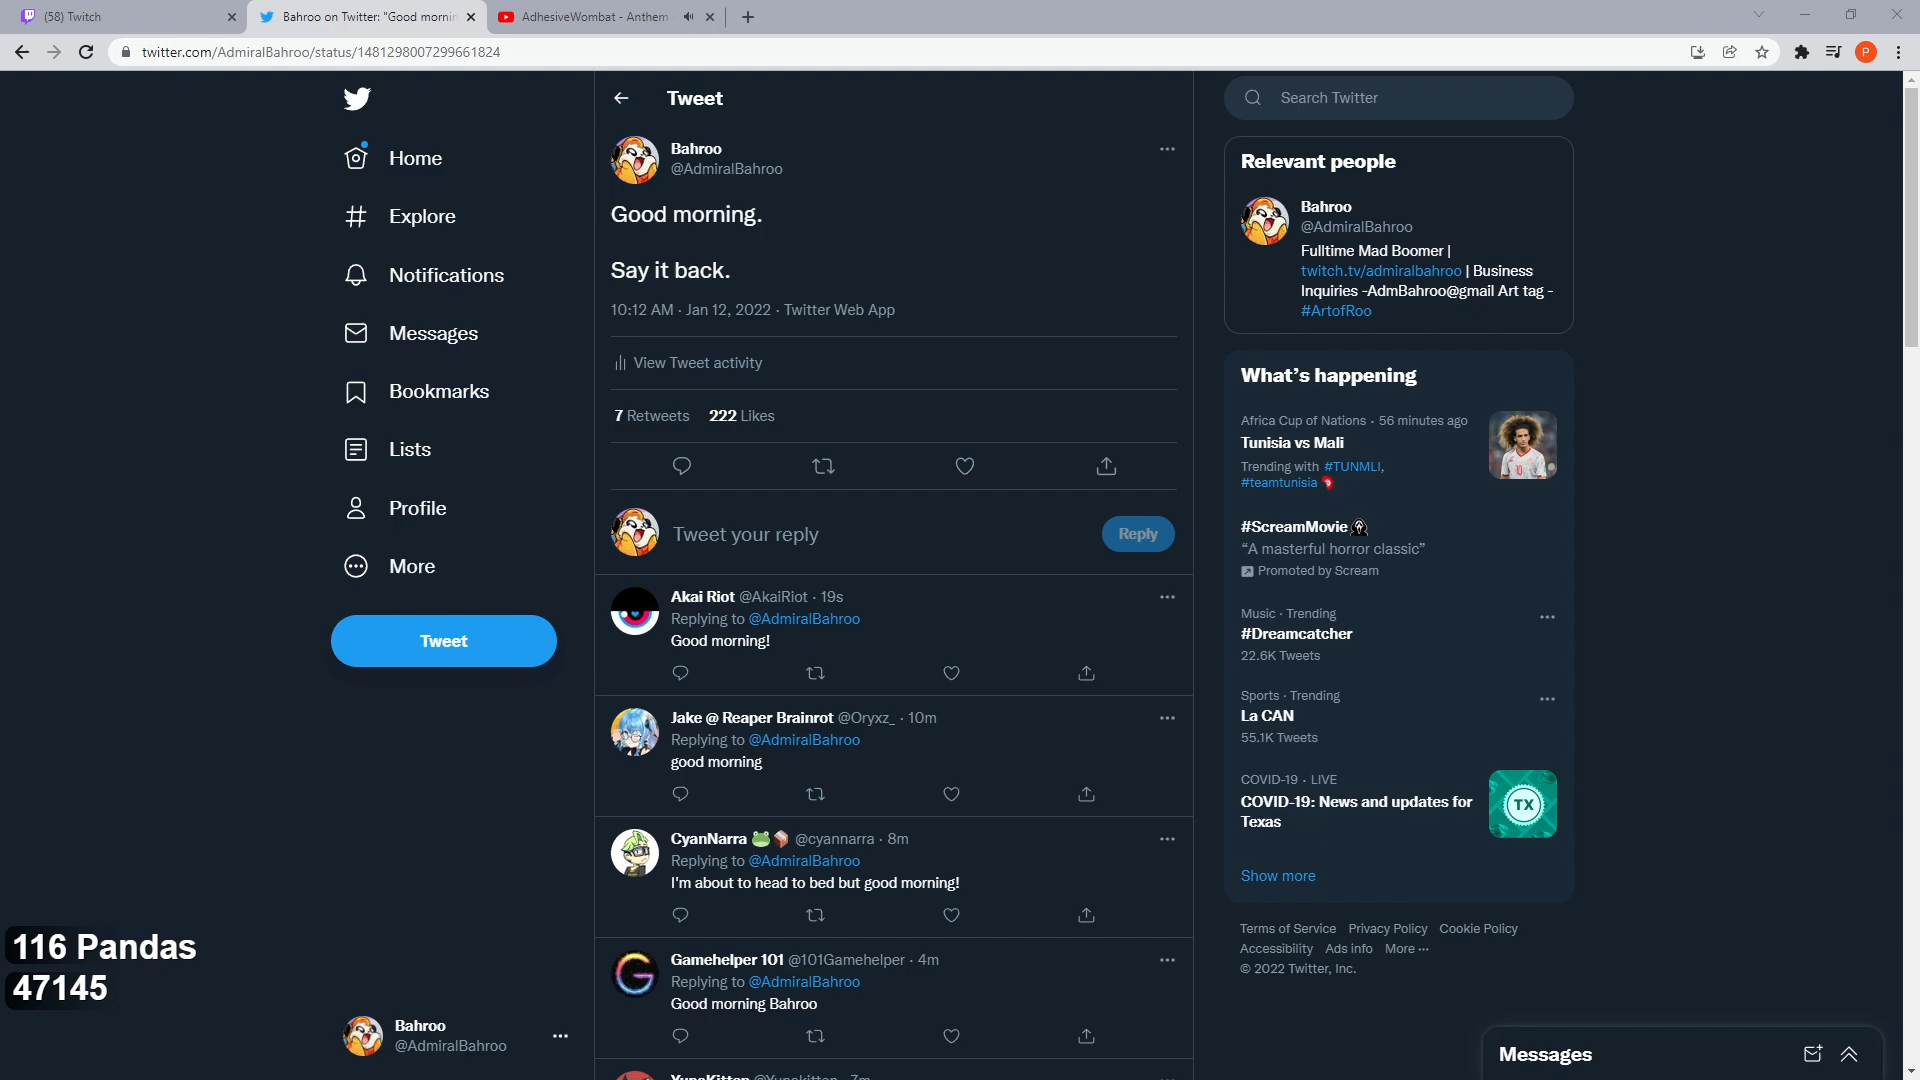 (58) Twitch
Bahroo on Twitter: "Good mornin
AdhesiveWombat - Anthem
twitter.com/AdmiralBahroo/status/1481298007299661824
P
Home
Explore
Notifications
Messages
Bookmarks
Lists
Profile
More
Tweet
116 Pandas
47145
Bahroo
@AdmiralBahroo
Tweet
Bahroo
@AdmiralBahroo
Good morning.
Say it back.
10:12 AM · Jan 12, 2022 · Twitter Web App
View Tweet activity
7 Retweets 222 Likes
Tweet your reply
Reply
Akai Riot @AkaiRiot · 19s
Replying to @AdmiralBahroo
Good morning!
Jake @ Reaper Brainrot @Oryxz_ · 10m
Replying to @AdmiralBahroo
good morning
CyanNarra 🐸 @cyannarra · 8m
Replying to @AdmiralBahroo
I'm about to head to bed but good morning!
Gamehelper 101 @101Gamehelper · 4m
Replying to @AdmiralBahroo
Good morning Bahroo
Search Twitter
Relevant people
Bahroo
@AdmiralBahroo
Fulltime Mad Boomer |
twitch.tv/admiralbahroo | Business
Inquiries -AdmBahroo@gmail Art tag -
#ArtofRoo
What's happening
Africa Cup of Nations · 56 minutes ago
Tunisia vs Mali
Trending with #TUNMLI,
#teamtunisia
#ScreamMovie
“A masterful horror classic”
Promoted by Scream
Music · Trending
#Dreamcatcher
22.6K Tweets
Sports · Trending
La CAN
55.1K Tweets
COVID-19 · LIVE
COVID-19: News and updates for
Texas
TX
Show more
Terms of Service Privacy Policy Cookie Policy
Accessibility Ads info More ···
© 2022 Twitter, Inc.
Messages